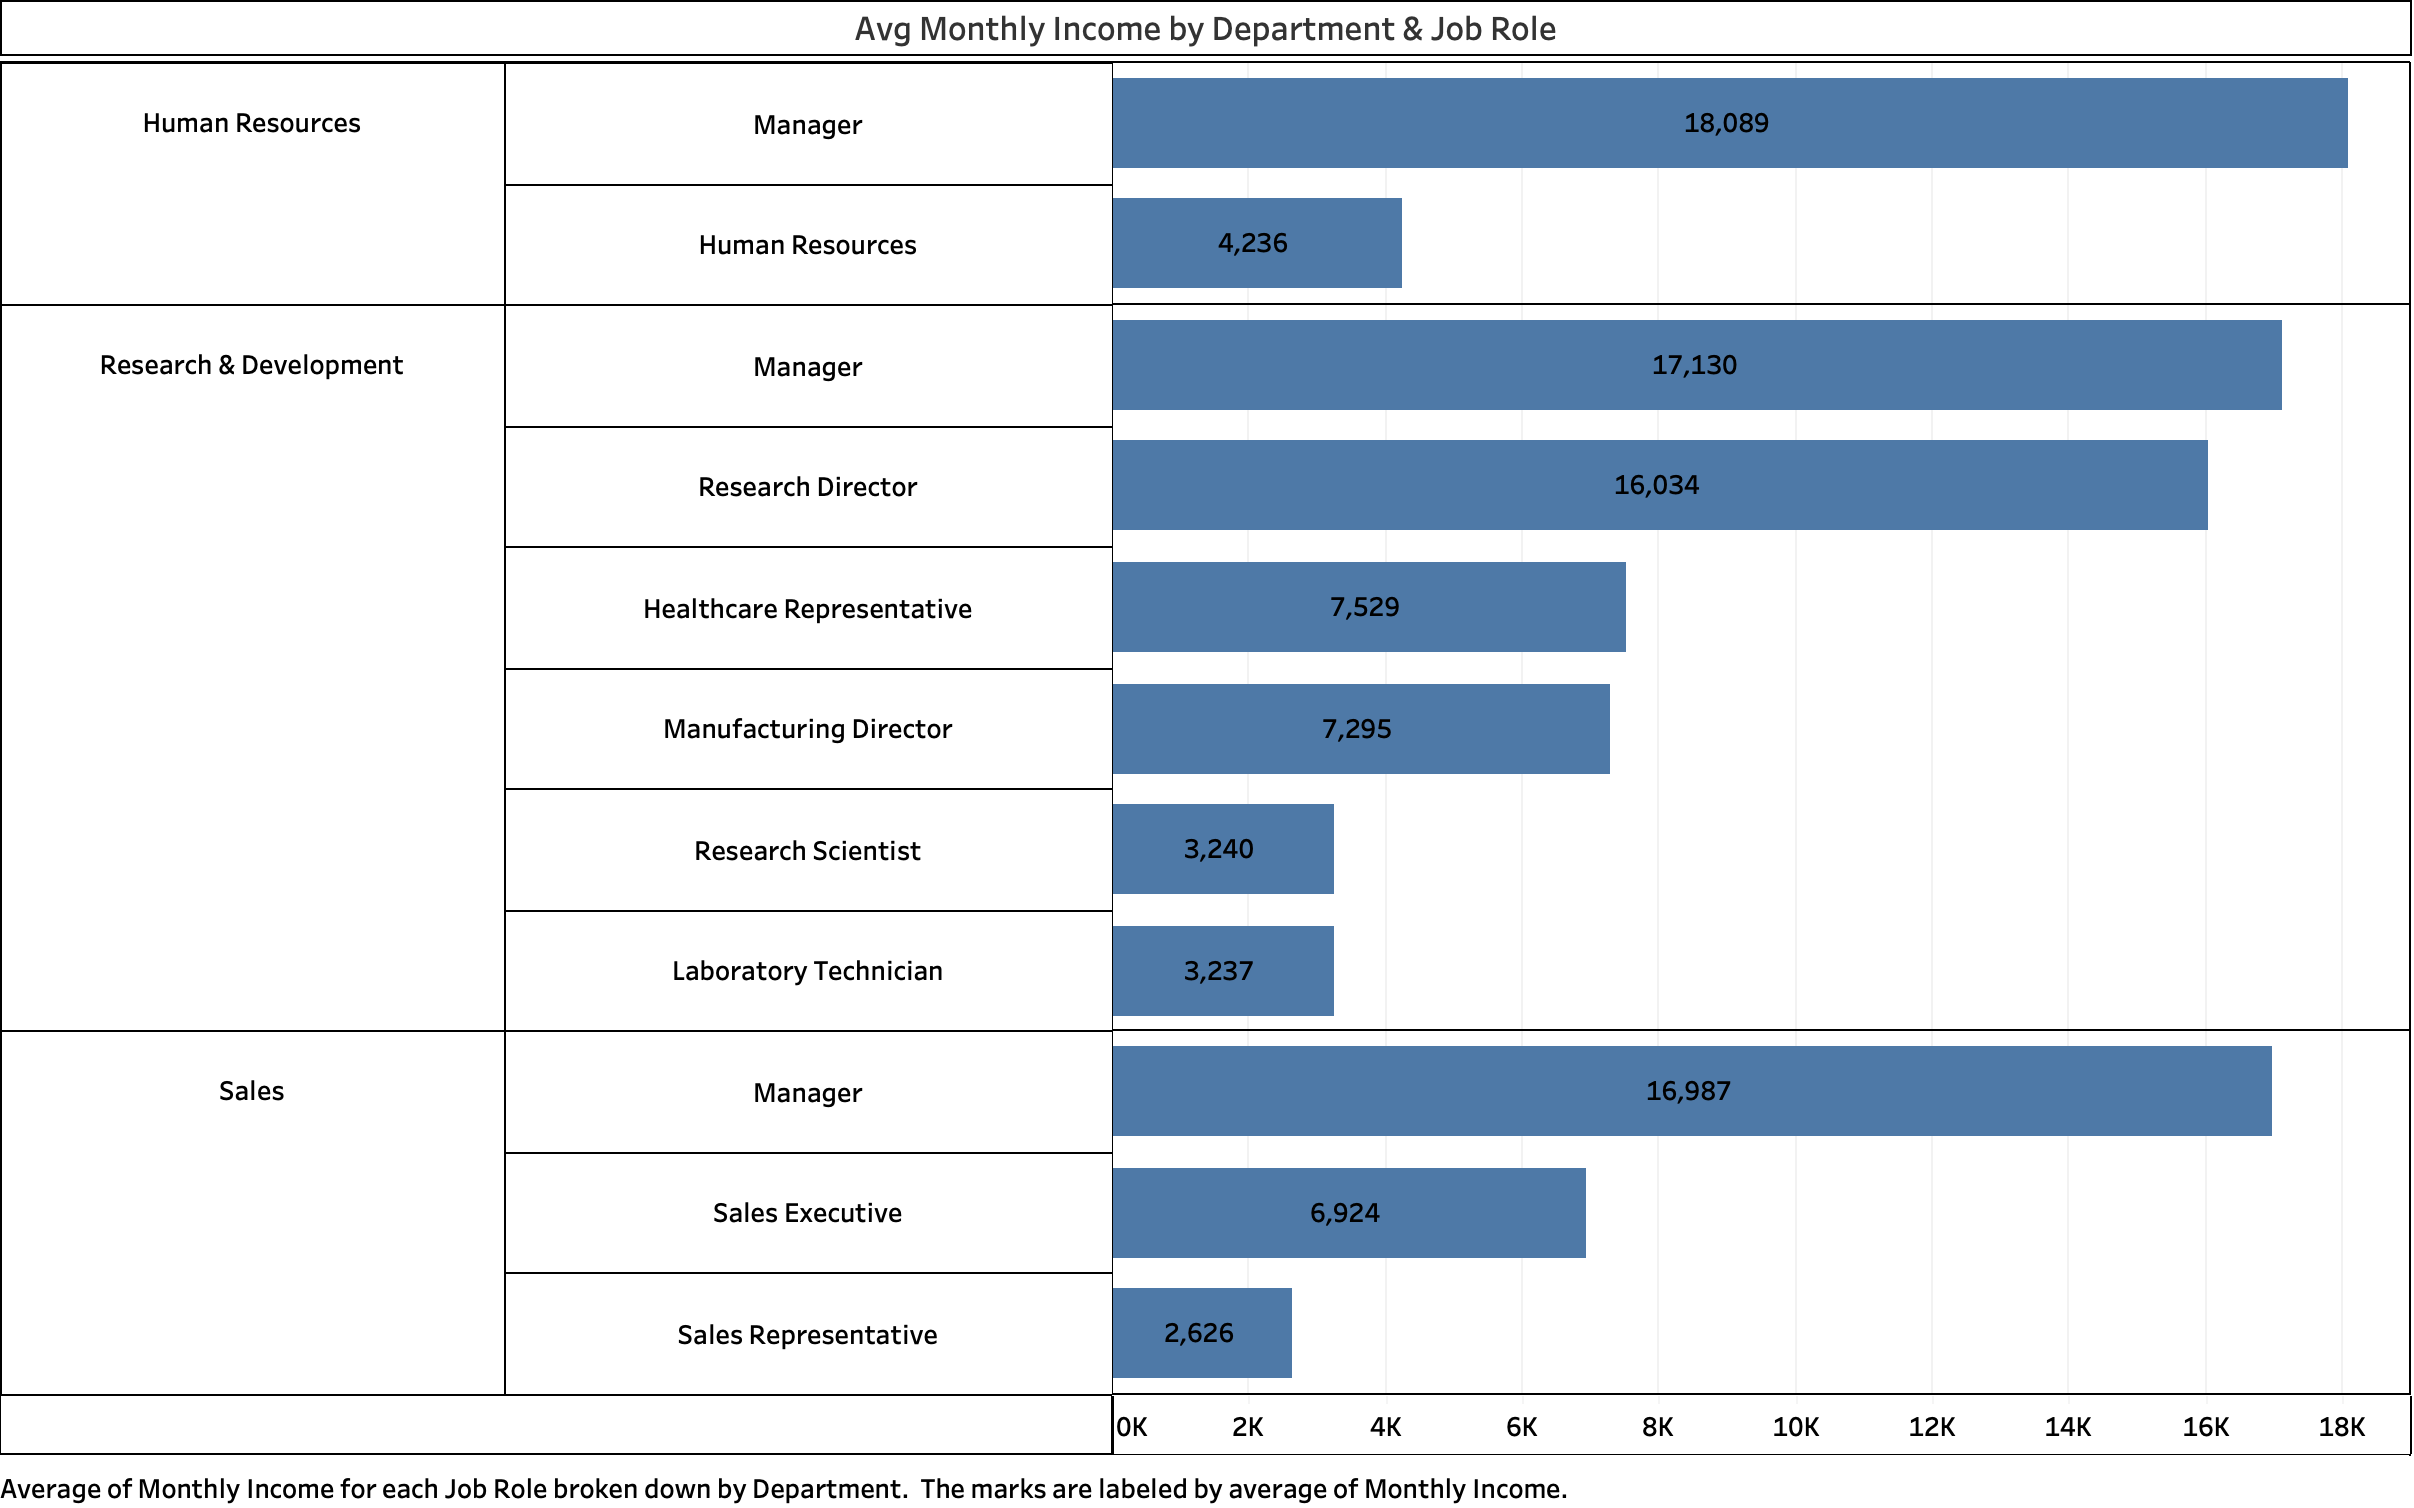 Avg Monthly Income by Department & Job Role
Human Resources
Manager
18,089
Human Resources
4,236
Research & Development
Manager
17,130
Research Director
16,034
Healthcare Representative
7,529
Manufacturing Director
7,295
Research Scientist
3,240
Laboratory Technician
3,237
Sales
Manager
16,987
Sales Executive
6,924
Sales Representative
2,626
0K 2K 4K 6K 8K 10K 12K 14K 16K 18K
Average of Monthly Income for each Job Role broken down by Department.  The marks are labeled by average of Monthly Income.